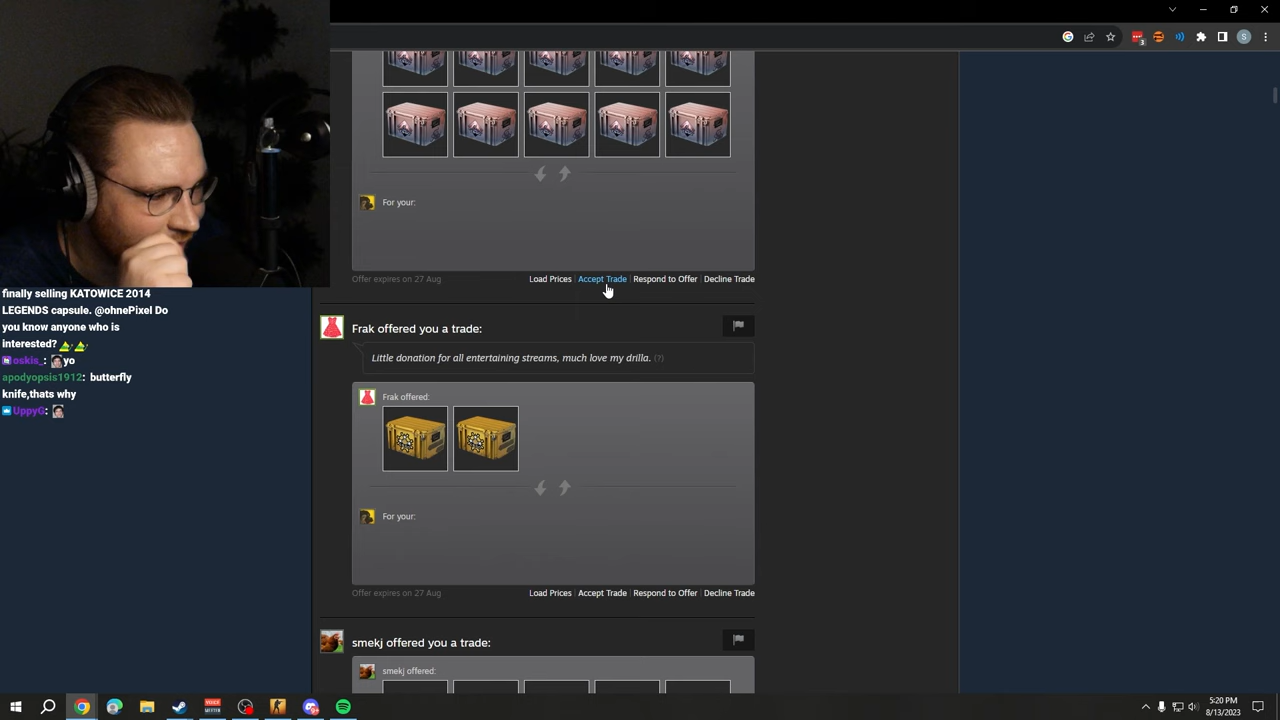 finally selling KATOWICE 2014
LEGENDS capsule. @ohnePixel Do
you know anyone who is
interested?
oskis_: yo
apodyopsis1912: butterfly
knife,thats why
UppyG:
For your:
Offer expires on 27 Aug
Load Prices | Accept Trade | Respond to Offer | Decline Trade
Frak offered you a trade:
Little donation for all entertaining streams, much love my drilla. (?)
Frak offered:
For your:
Offer expires on 27 Aug
Load Prices | Accept Trade | Respond to Offer | Decline Trade
smekj offered you a trade:
smekj offered:
3
S
VOICE
MEETER
5:20 PM
8/13/2023